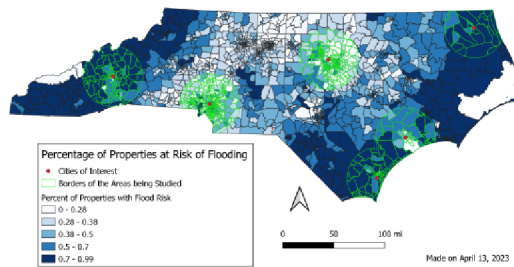 Percentage of Properties at Risk of Flooding
Cities of Interest
Borders of the Areas being Studied
Percent of Properties with Flood Risk
0 - 0.28
0.28 - 0.38
0.38 - 0.5
0.5 - 0.7
0.7 - 0.99
0 50 100 mi
Made on April 13, 2023